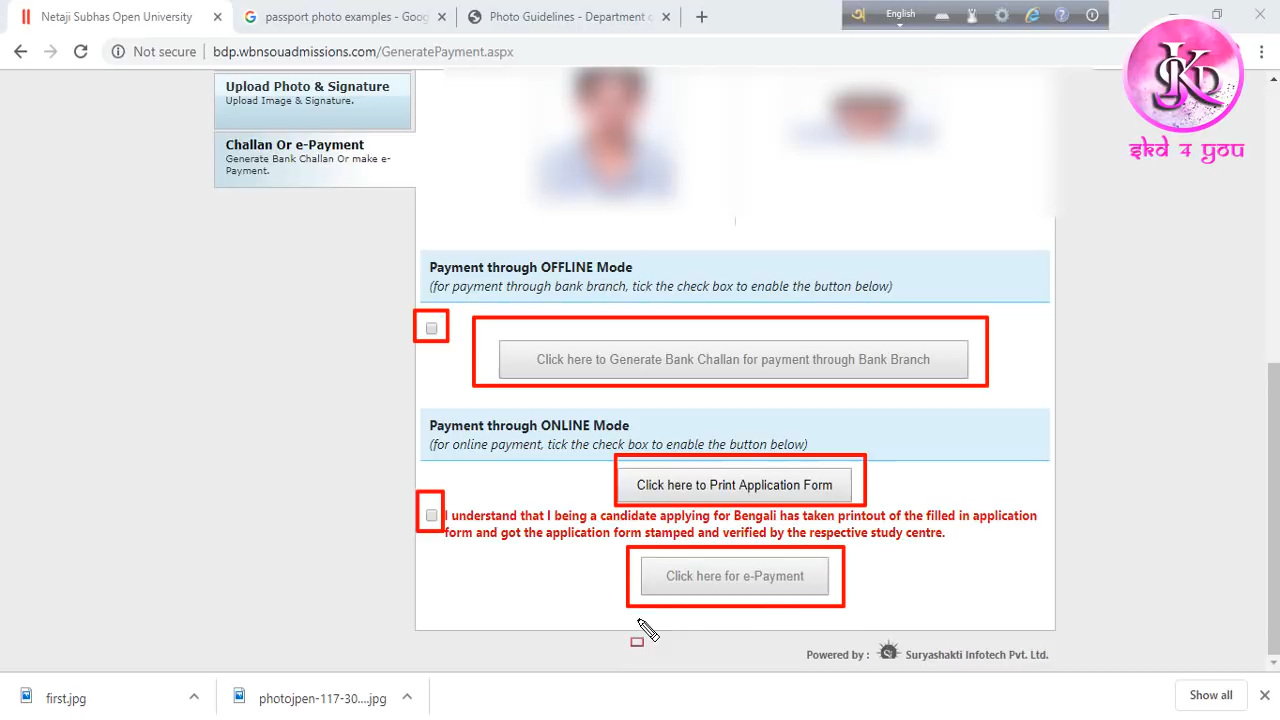 Netaji Subhas Open University
passport photo examples - Goog
Photo Guidelines - Department o
English
Not secure
bdp.wbnsouadmissions.com/GeneratePayment.aspx
SKD
skd 4 you
Upload Photo & Signature
Upload Image & Signature.
Challan Or e-Payment
Generate Bank Challan Or make e-
Payment.
Payment through OFFLINE Mode
(for payment through bank branch, tick the check box to enable the button below)
Click here to Generate Bank Challan for payment through Bank Branch
Payment through ONLINE Mode
(for online payment, tick the check box to enable the button below)
Click here to Print Application Form
I understand that I being a candidate applying for Bengali has taken printout of the filled in application
form and got the application form stamped and verified by the respective study centre.
Click here for e-Payment
Powered by : Suryashakti Infotech Pvt. Ltd.
first.jpg
photojpen-117-30....jpg
Show all